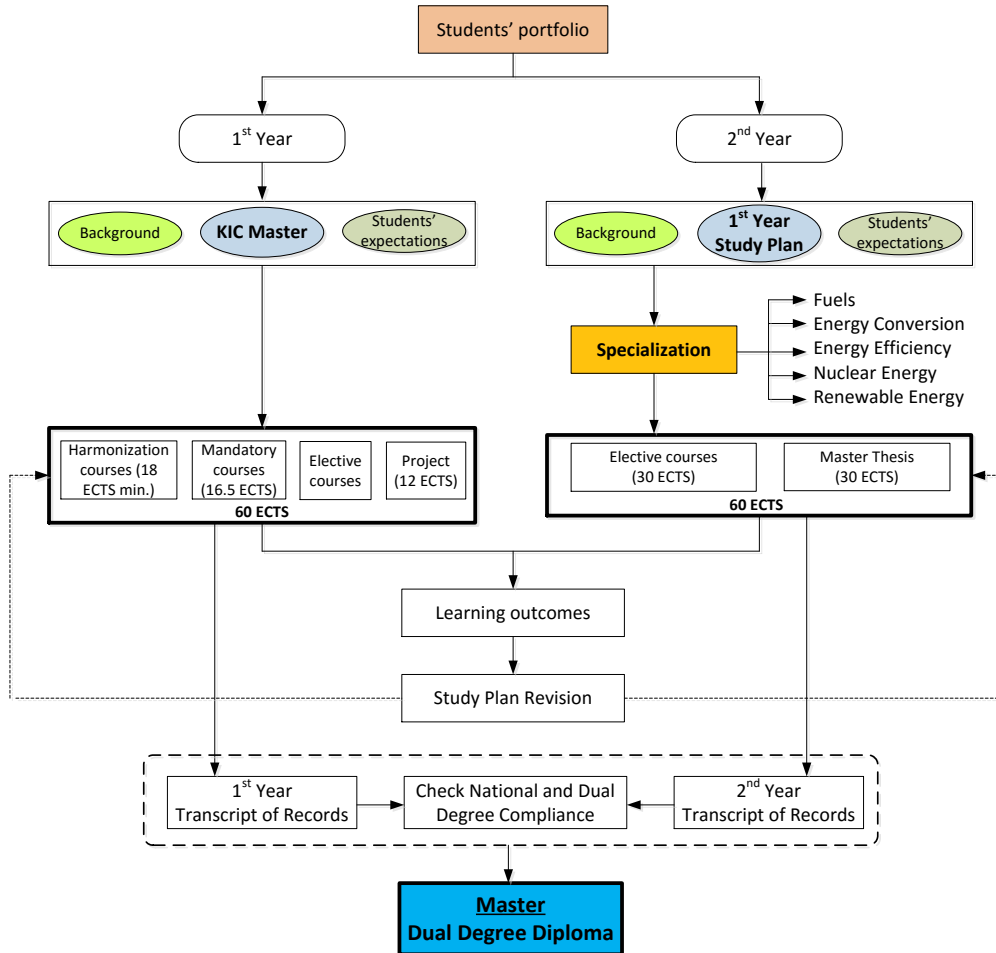 Students' portfolio
1st Year
2nd Year
Background
KIC Master
Students'
expectations
Background
1st Year
Study Plan
Students'
expectations
Specialization
Fuels
Energy Conversion
Energy Efficiency
Nuclear Energy
Renewable Energy
Harmonization
courses (18
ECTS min.)
Mandatory
courses
(16.5 ECTS)
Elective
courses
Project
(12 ECTS)
60 ECTS
Elective courses
(30 ECTS)
Master Thesis
(30 ECTS)
60 ECTS
Learning outcomes
Study Plan Revision
1st Year
Transcript of Records
Check National and Dual
Degree Compliance
2nd Year
Transcript of Records
Master
Dual Degree Diploma